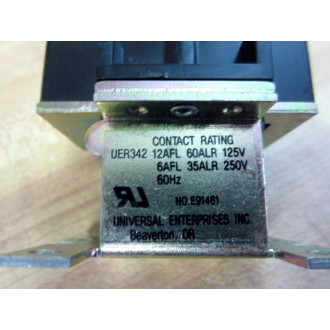 CONTACT RATING
UER342 12AFL 60ALR 125V
6AFL 35ALR 250V
60Hz
NO.E91461
UNIVERSAL ENTERPRISES INC.
Beaverton, OR